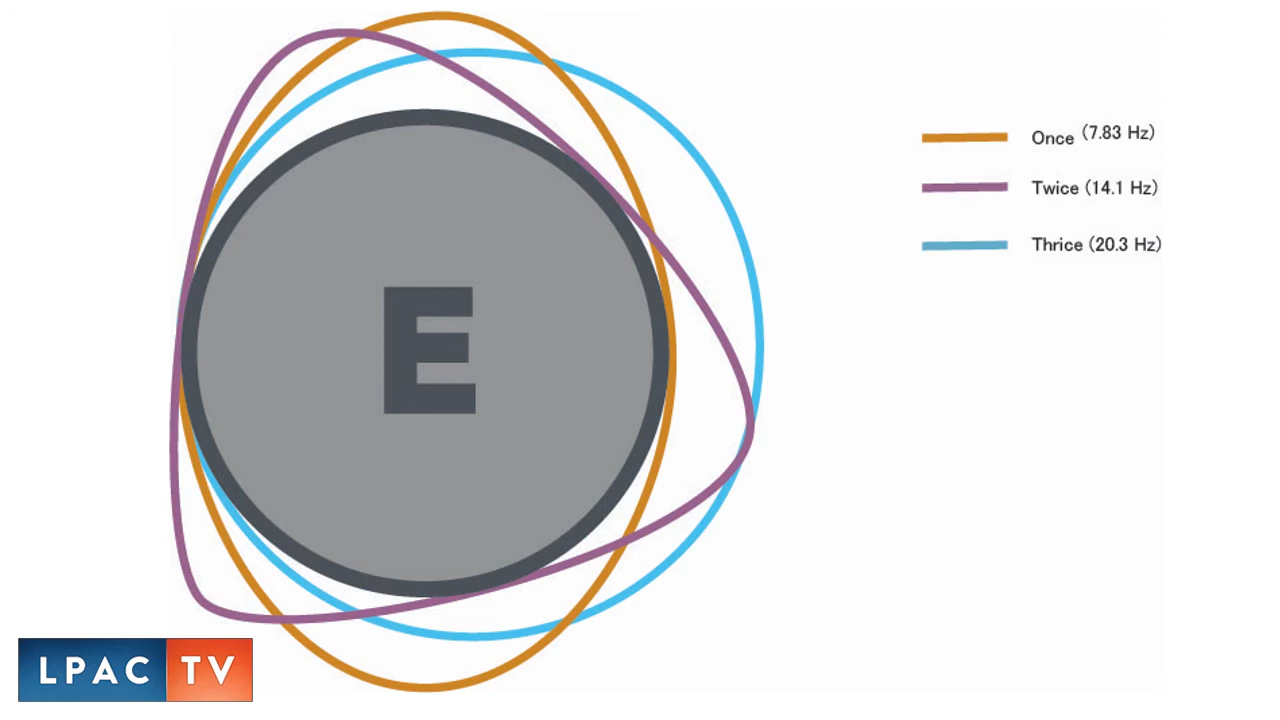 Once (7.83 Hz)
Twice (14.1 Hz)
Thrice (20.3 Hz)
E
LPAC TV